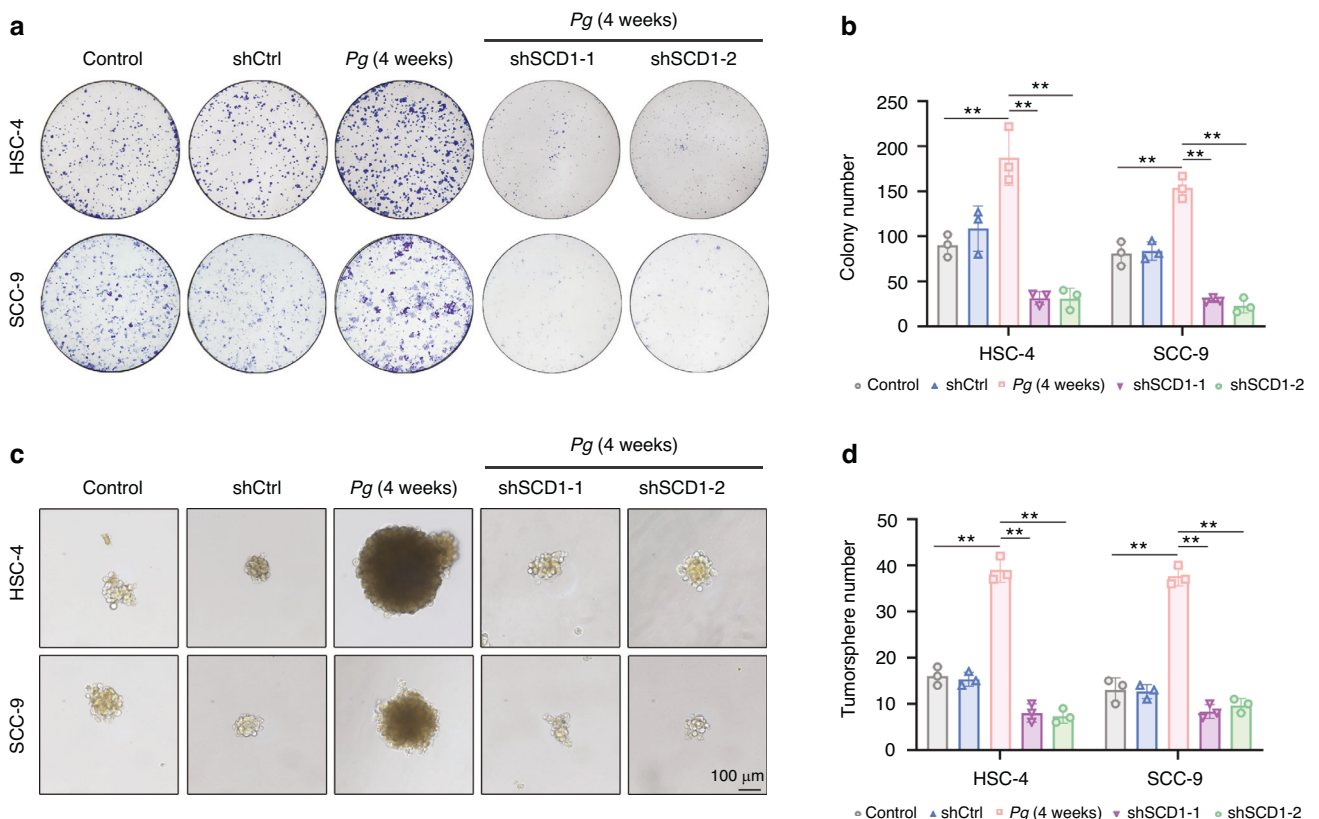 a
Pg (4 weeks)
Control shCtrl Pg (4 weeks) shSCD1-1 shSCD1-2
HSC-4
SCC-9
b
Colony number
250
200
150
100
50
0
** ** **
** ** **
HSC-4 SCC-9
Control shCtrl Pg (4 weeks) shSCD1-1 shSCD1-2
c
Pg (4 weeks)
Control shCtrl Pg (4 weeks) shSCD1-1 shSCD1-2
HSC-4
SCC-9
100 μm
d
Tumorsphere number
50
40
30
20
10
0
** ** **
** ** **
HSC-4 SCC-9
Control shCtrl Pg (4 weeks) shSCD1-1 shSCD1-2